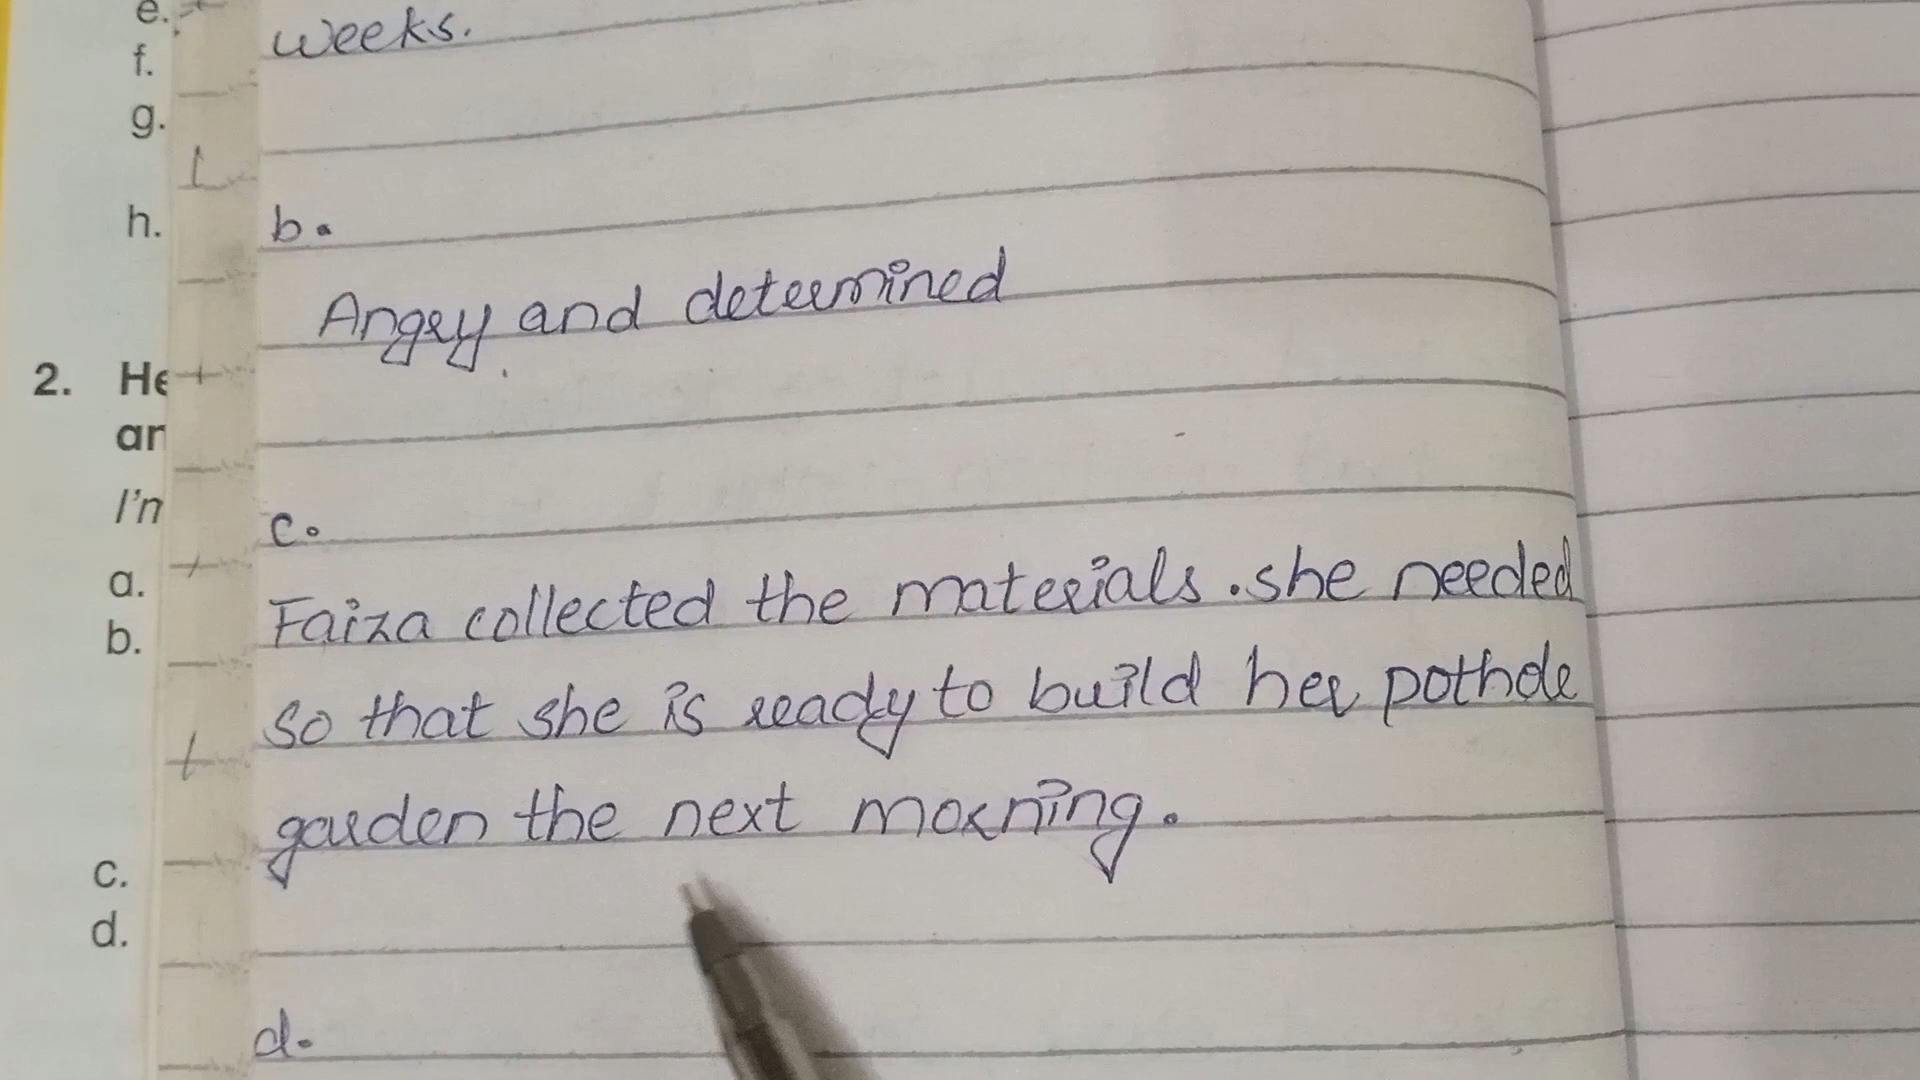 e.
f.
g.
h.
2. He
ar
I'm
a.
b.
c.
d.
weeks.
b.
Angry and determined
c.
Faiza collected the materials. she needed
so that she is ready to build her pothole
garden the next morning.
d.